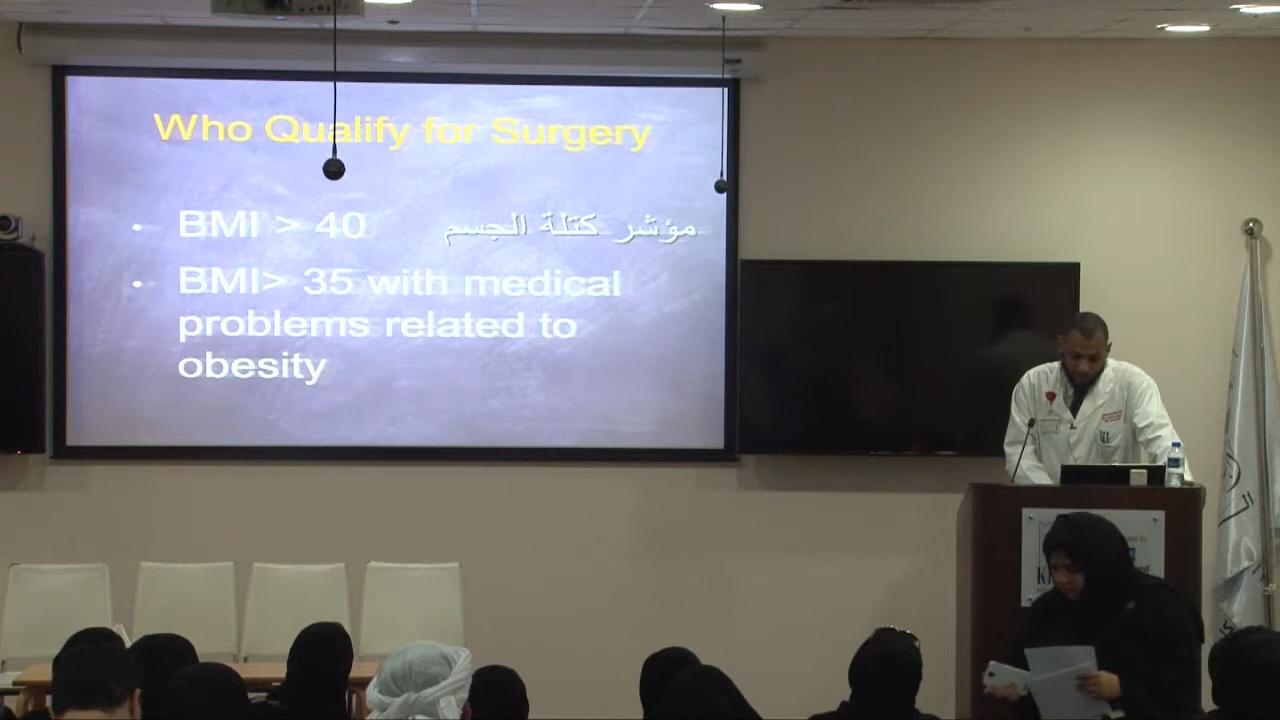 Who Qualify for Surgery
BMI > 40 مؤشر كتلة الجسم
BMI> 35 with medical
problems related to
obesity